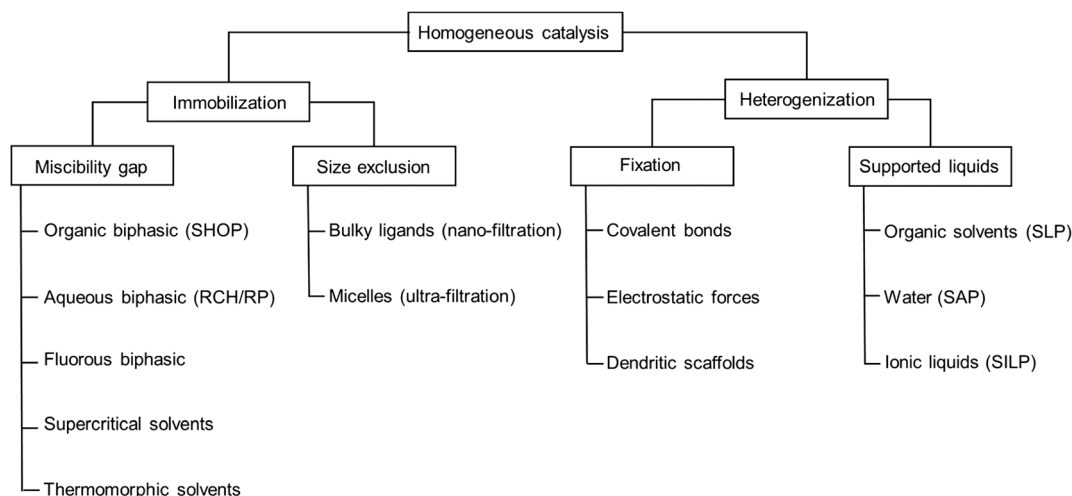 Homogeneous catalysis
Immobilization
Heterogenization
Miscibility gap
Size exclusion
Fixation
Supported liquids
Organic biphasic (SHOP)
Bulky ligands (nano-filtration)
Covalent bonds
Organic solvents (SLP)
Aqueous biphasic (RCH/RP)
Micelles (ultra-filtration)
Electrostatic forces
Water (SAP)
Fluorous biphasic
Dendritic scaffolds
Ionic liquids (SILP)
Supercritical solvents
Thermomorphic solvents